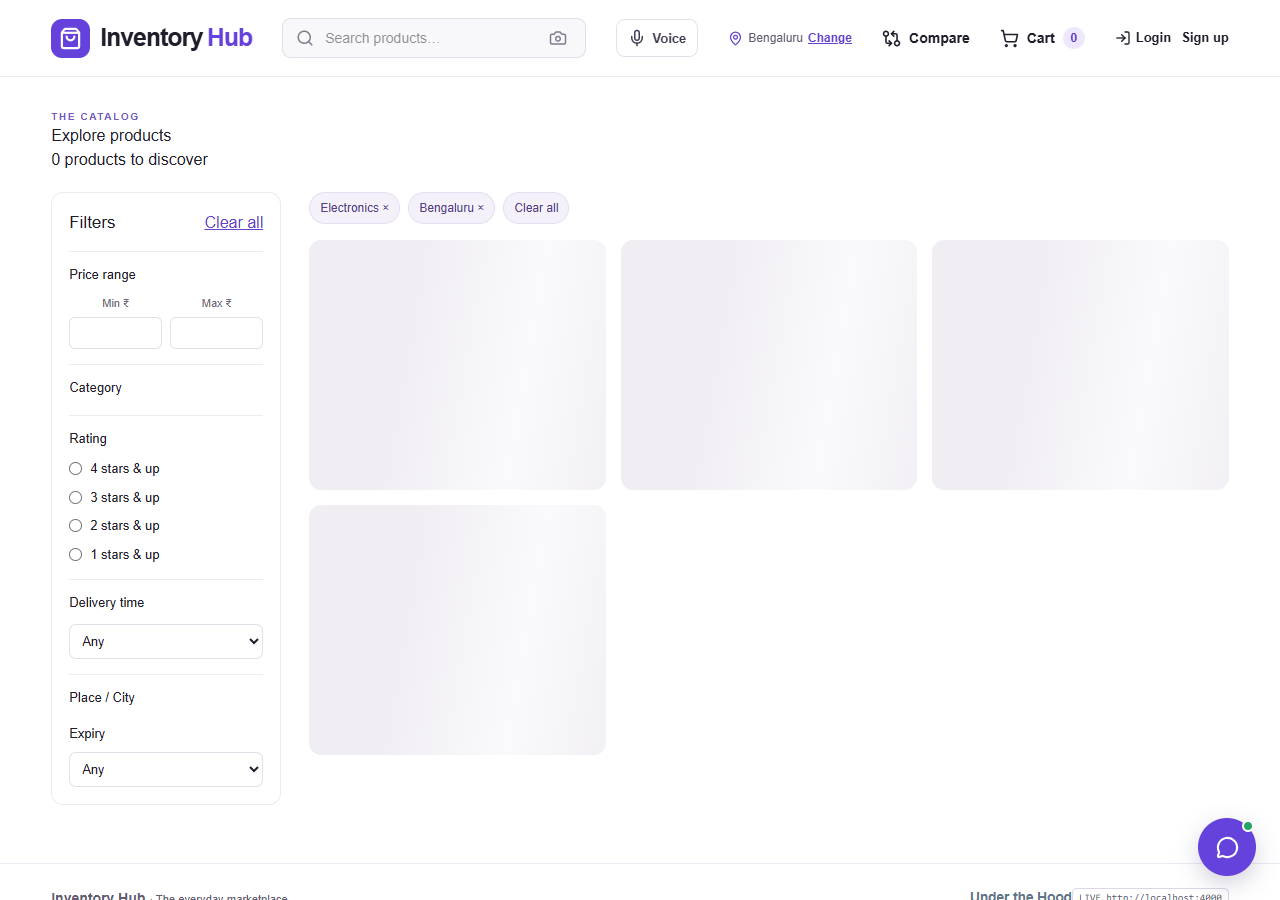 Inventory Hub
Search products...
Voice
Bengaluru Change
Compare
Cart 0
Login
Sign up
THE CATALOG
Explore products
0 products to discover
Filters
Clear all
Price range
Min ₹
Max ₹
Category
Rating
4 stars & up
3 stars & up
2 stars & up
1 stars & up
Delivery time
Any
Place / City
Expiry
Any
Electronics ×
Bengaluru ×
Clear all
Inventory Hub · The everyday marketplace
Under the Hood LIVE http://localhost:4000